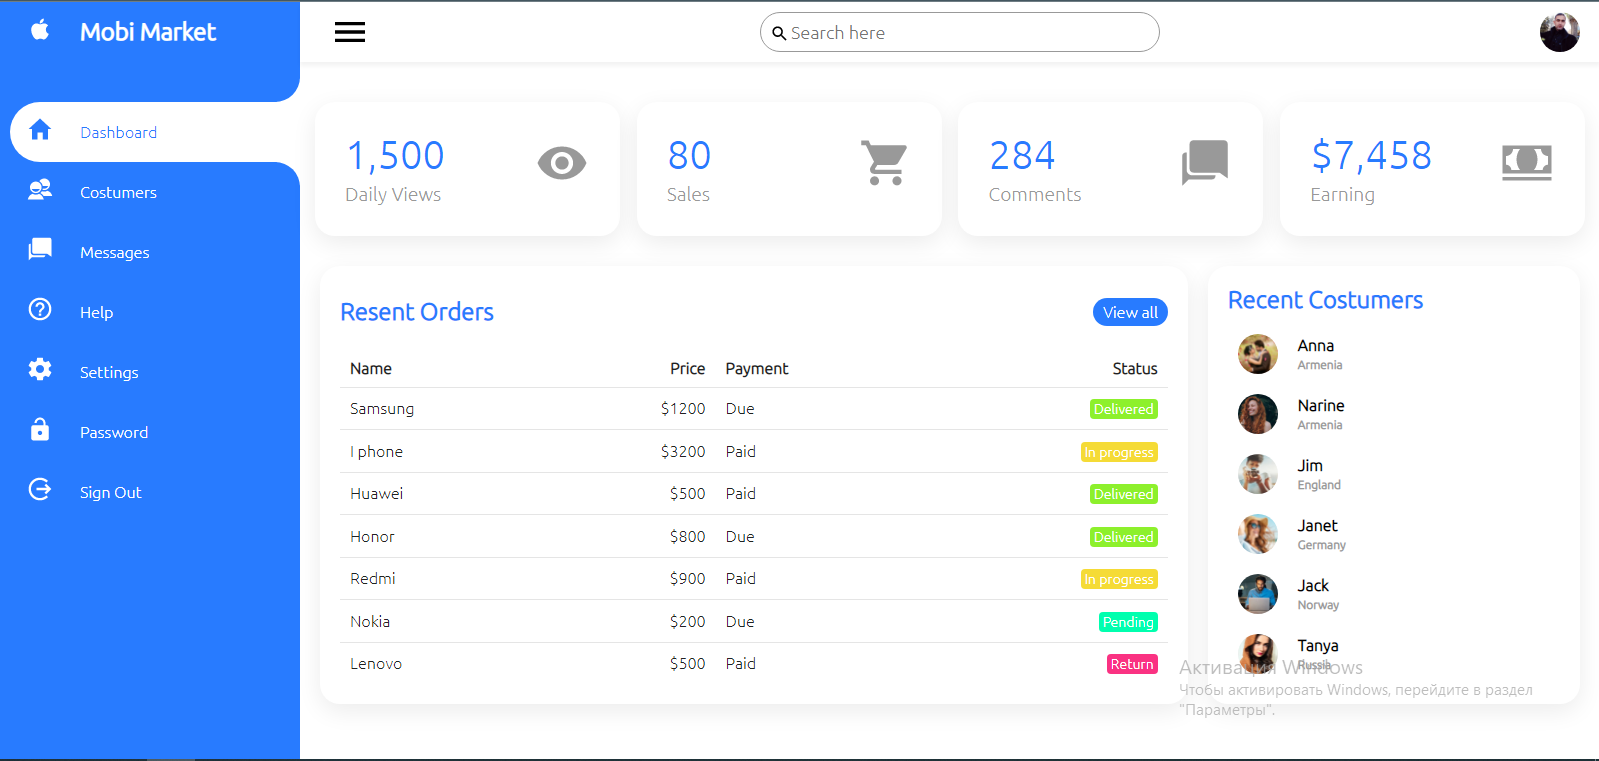 Mobi Market
Search here
Dashboard
Costumers
Messages
Help
Settings
Password
Sign Out
1,500
Daily Views
80
Sales
284
Comments
$7,458
Earning
Resent Orders
View all
Name Price Payment Status
Samsung $1200 Due Delivered
I phone $3200 Paid In progress
Huawei $500 Paid Delivered
Honor $800 Due Delivered
Redmi $900 Paid In progress
Nokia $200 Due Pending
Lenovo $500 Paid Return
Recent Costumers
Anna
Armenia
Narine
Armenia
Jim
England
Janet
Germany
Jack
Norway
Tanya
Russia
Активация Windows
Чтобы активировать Windows, перейдите в раздел
"Параметры".